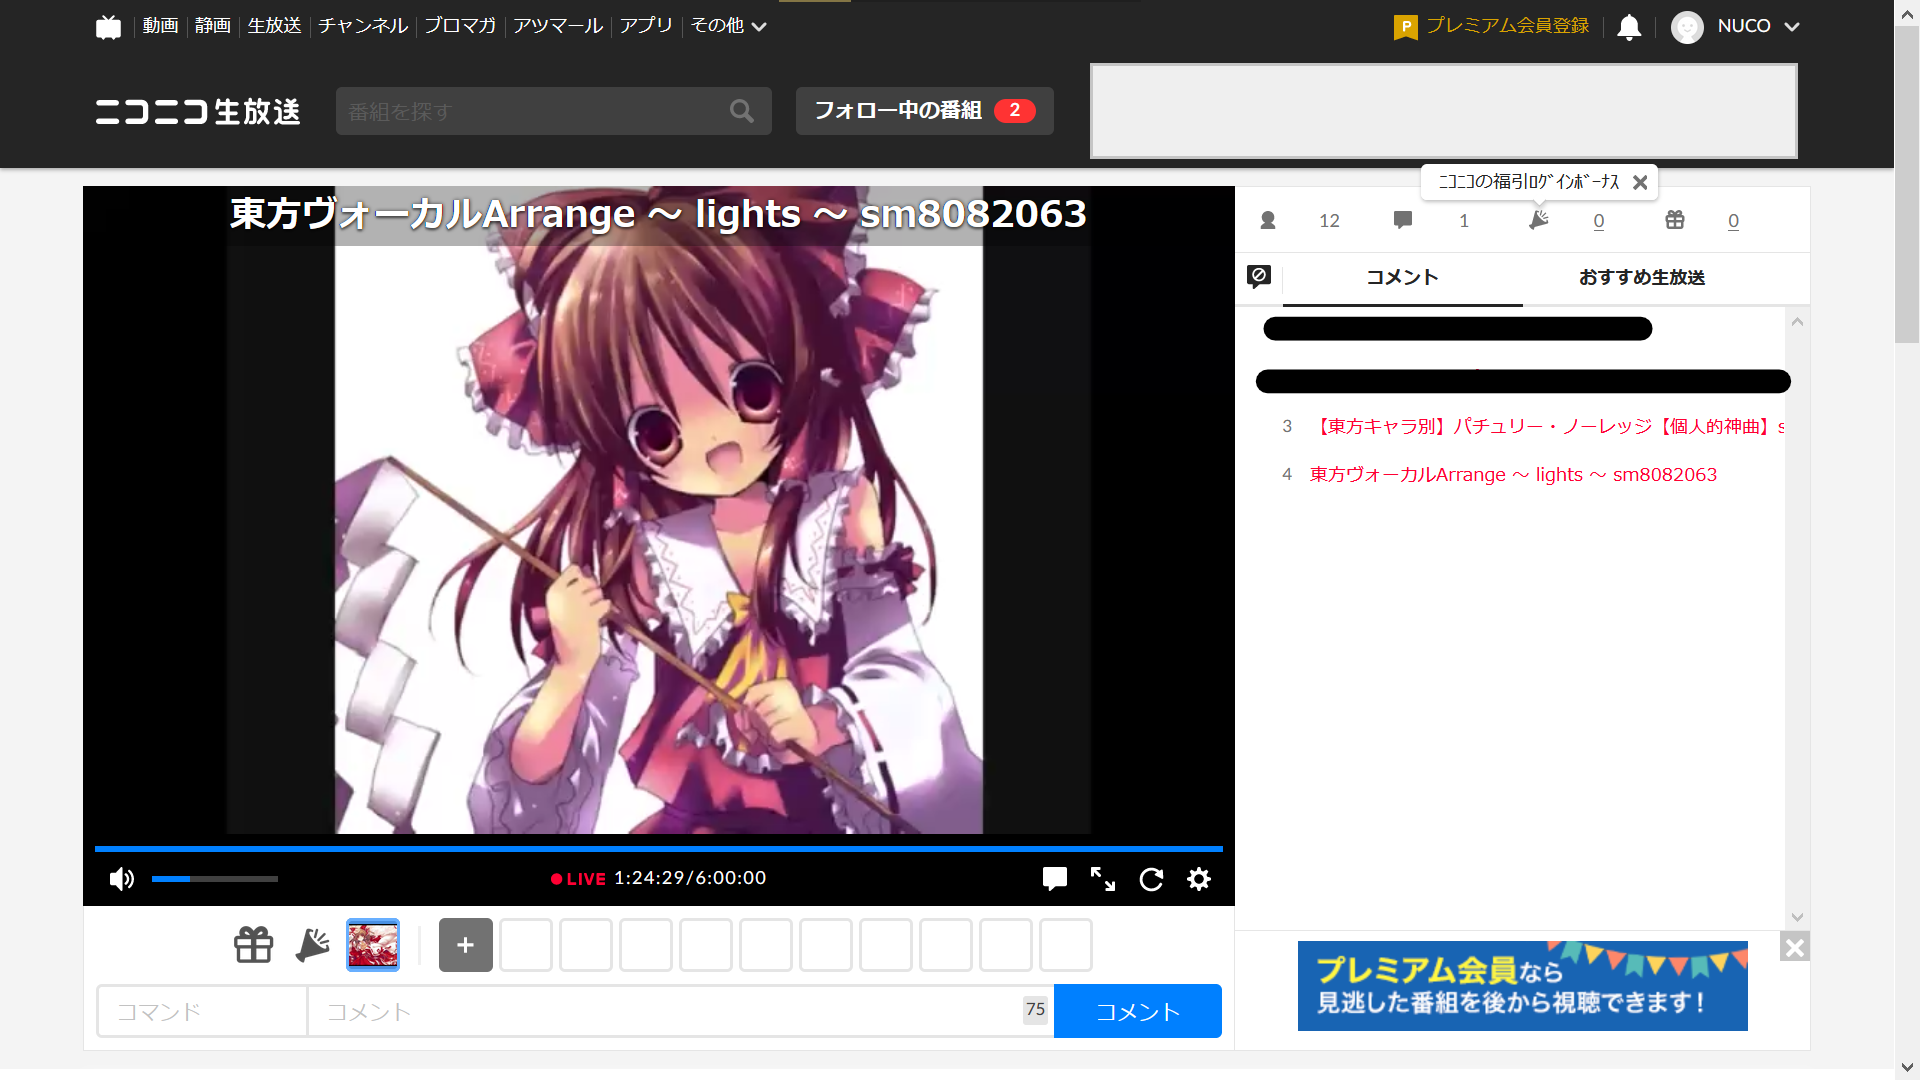 動画 静画 生放送 チャンネル ブロマガ アツマール アプリ その他
P プレミアム会員登録 NUCO
ニコニコ生放送 番組を探す フォロー中の番組 2
ﾆｺﾆｺの福引ﾛｸﾞｲﾝﾎﾞｰﾅｽ
東方ヴォーカルArrange ～ lights ～ sm8082063
12 1 0 0
コメント おすすめ生放送
3 【東方キャラ別】パチュリー・ノーレッジ【個人的神曲】s
4 東方ヴォーカルArrange ～ lights ～ sm8082063
LIVE 1:24:29/6:00:00
+
コマンド コメント 75 コメント
プレミアム会員なら
見逃した番組を後から視聴できます!